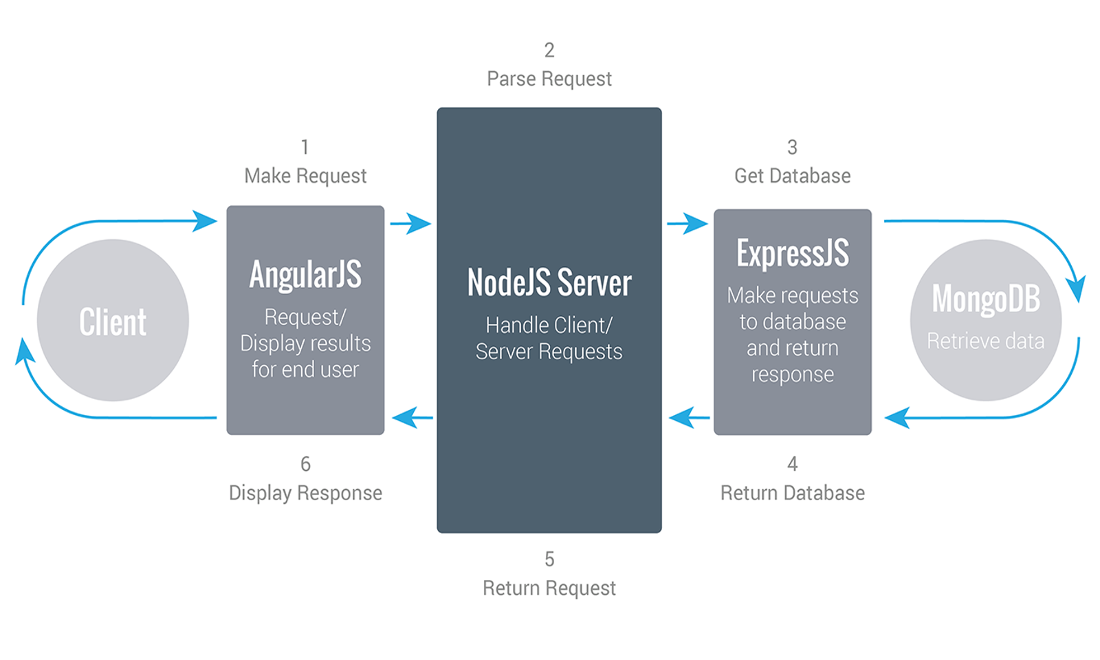 2
Parse Request
1
Make Request
3
Get Database
Client
AngularJS
Request/
Display results
for end user
NodeJS Server
Handle Client/
Server Requests
ExpressJS
Make requests
to database
and return
response
MongoDB
Retrieve data
6
Display Response
4
Return Database
5
Return Request